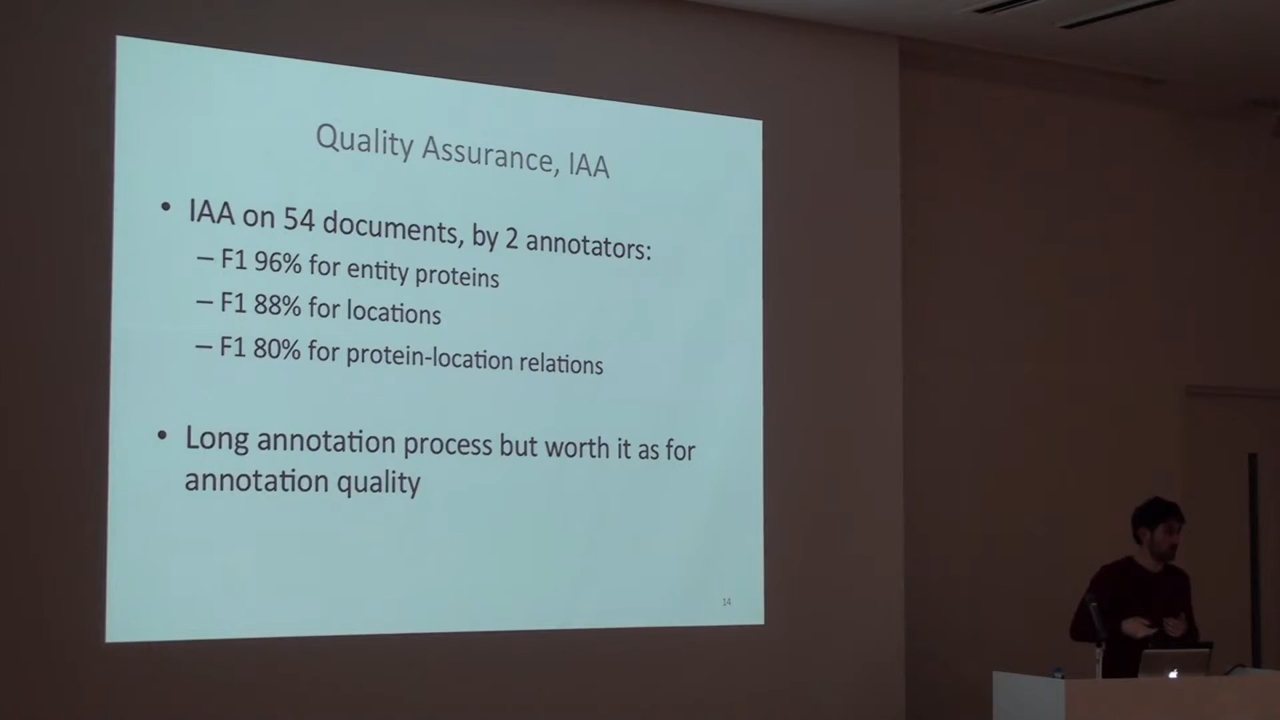 Quality Assurance, IAA
• IAA on 54 documents, by 2 annotators:
– F1 96% for entity proteins
– F1 88% for locations
– F1 80% for protein-location relations
• Long annotation process but worth it as for
annotation quality
14